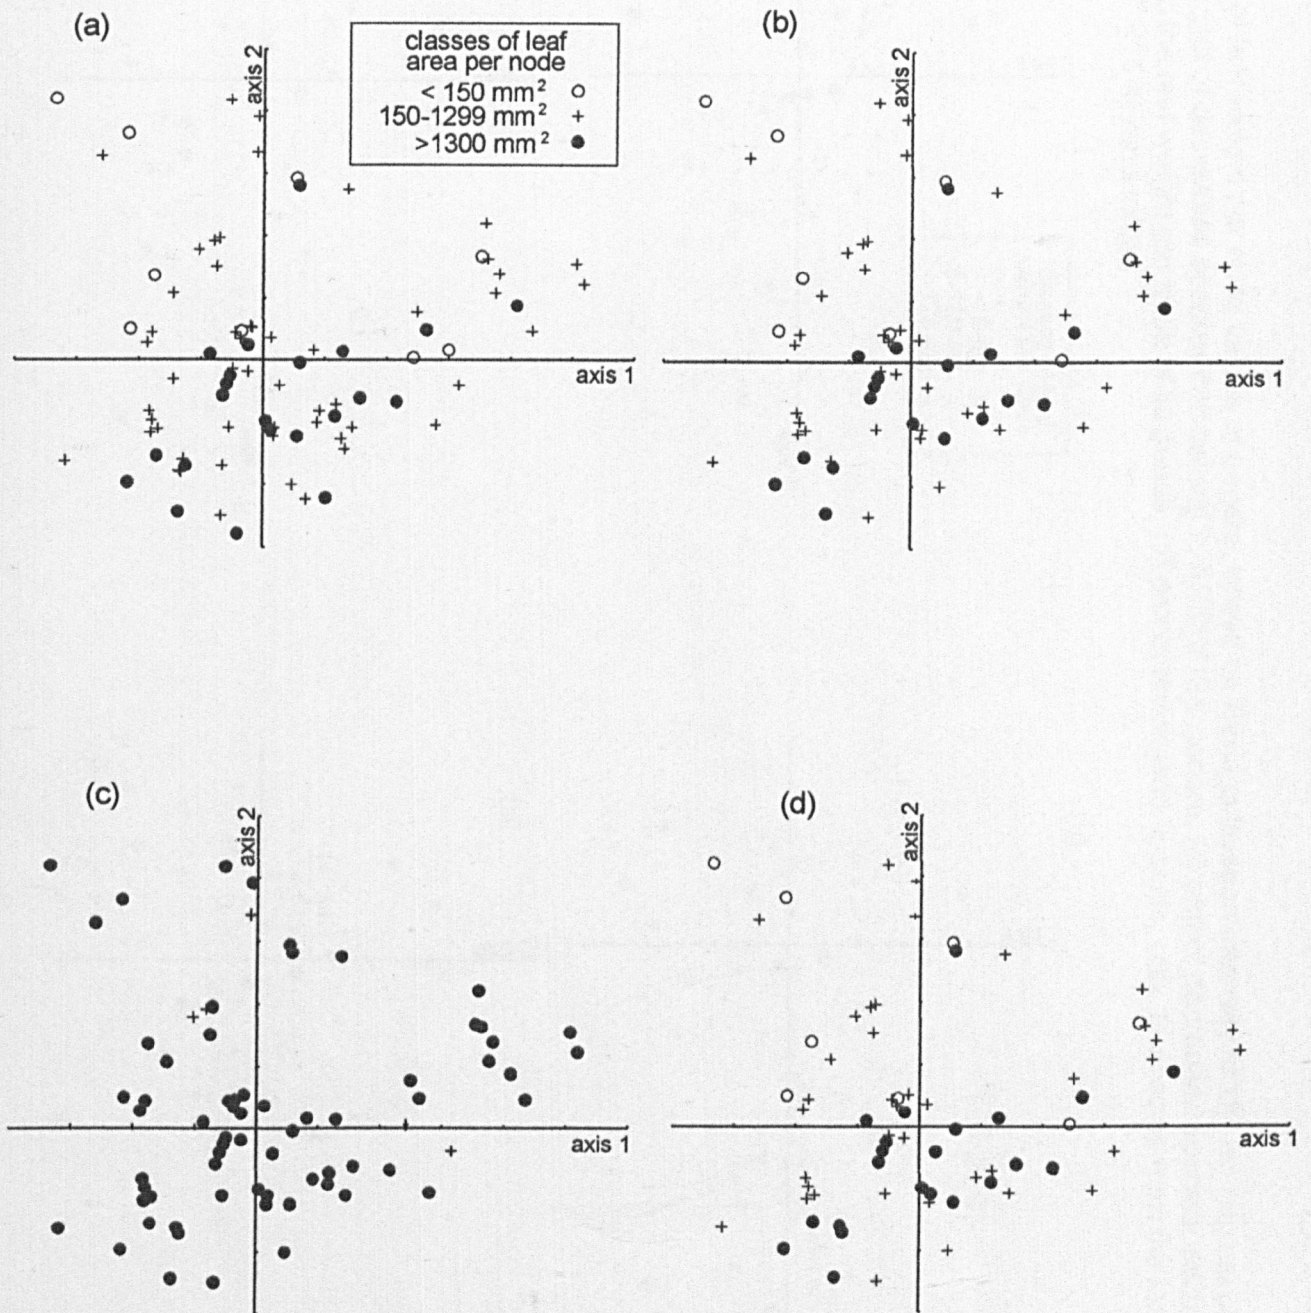 (a)
classes of leaf
area per node
< 150 mm²
150-1299 mm²
>1300 mm²
axis 2
axis 1
(b)
axis 2
axis 1
(c)
axis 2
axis 1
(d)
axis 2
axis 1